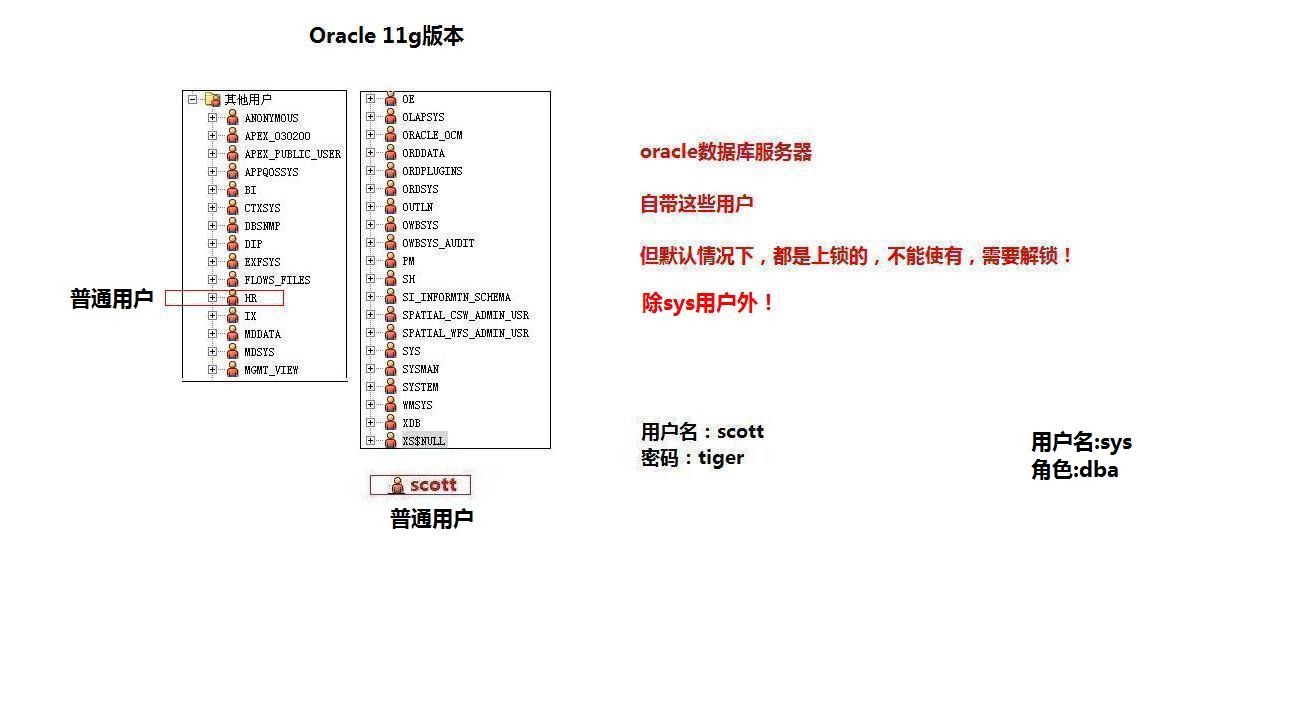 Oracle 11g版本
其他用户
ANONYMOUS
APEX_030200
APEX_PUBLIC_USER
APPQOSSYS
BI
CTXSYS
DBSNMP
DIP
EXFSYS
FLOWS_FILES
HR
IX
MDDATA
MDSYS
MGMT_VIEW
普通用户
OE
OLAPSYS
ORACLE_OCM
ORDDATA
ORDPLUGINS
ORDSYS
OUTLN
OWBSYS
OWBSYS_AUDIT
PM
SH
SI_INFORMTN_SCHEMA
SPATIAL_CSW_ADMIN_USR
SPATIAL_WFS_ADMIN_USR
SYS
SYSMAN
SYSTEM
WMSYS
XDB
XS$NULL
scott
普通用户
oracle数据库服务器
自带这些用户
但默认情况下，都是上锁的，不能使有，需要解锁！
除sys用户外！
用户名：scott
密码：tiger
用户名:sys
角色:dba